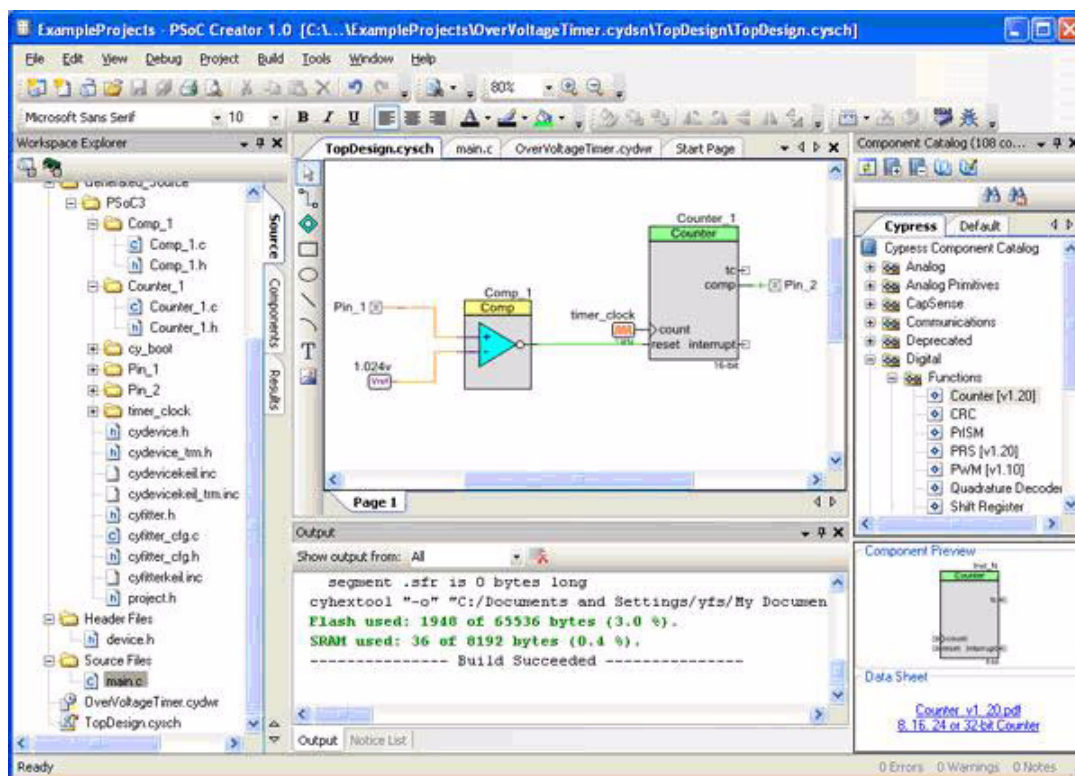 ExampleProjects - PSoC Creator 1.0 [C:\...\ExampleProjects\OverVoltageTimer.cydsn\TopDesign\TopDesign.cysch]
File Edit View Debug Project Build Tools Window Help
80%
Microsoft Sans Serif 10 B I U A
Workspace Explorer
Generated_Source
PSoC3
Comp_1
Comp_1.c
Comp_1.h
Counter_1
Counter_1.c
Counter_1.h
cy_boot
Pin_1
Pin_2
timer_clock
cydevice.h
cydevice_trm.h
cydevicekeil.inc
cydevicekeil_trm.inc
cyfitter.h
cyfitter_cfg.c
cyfitter_cfg.h
cyfitterkeil.inc
project.h
Header Files
device.h
Source Files
main.c
OverVoltageTimer.cydwr
TopDesign.cysch
Source
Components
Results
TopDesign.cysch main.c OverVoltageTimer.cydwr Start Page
T
Counter_1
Counter
tc
comp
Pin_2
Comp_1
Comp
Pin_1
timer_clock
count
reset interrupt
16-bit
1.024v
Vref
Page 1
Output
Show output from: All
segment .sfr is 0 bytes long
cyhextool "-o" "C:/Documents and Settings/yfs/My Documen
Flash used: 1948 of 65536 bytes (3.0 %).
SRAM used: 36 of 8192 bytes (0.4 %).
--------------- Build Succeeded ---------------
Output Notice List
Component Catalog (108 co...
Cypress Default
Cypress Component Catalog
Analog
Analog Primitives
CapSense
Communications
Deprecated
Digital
Functions
Counter [v1.20]
CRC
PrISM
PRS [v1.20]
PWM [v1.10]
Quadrature Decoder
Shift Register
Component Preview
Inst_N
Counter
Data Sheet
Counter_v1_20.pdf
8, 16, 24 or 32-bit Counter
Ready
0 Errors 0 Warnings 0 Notes